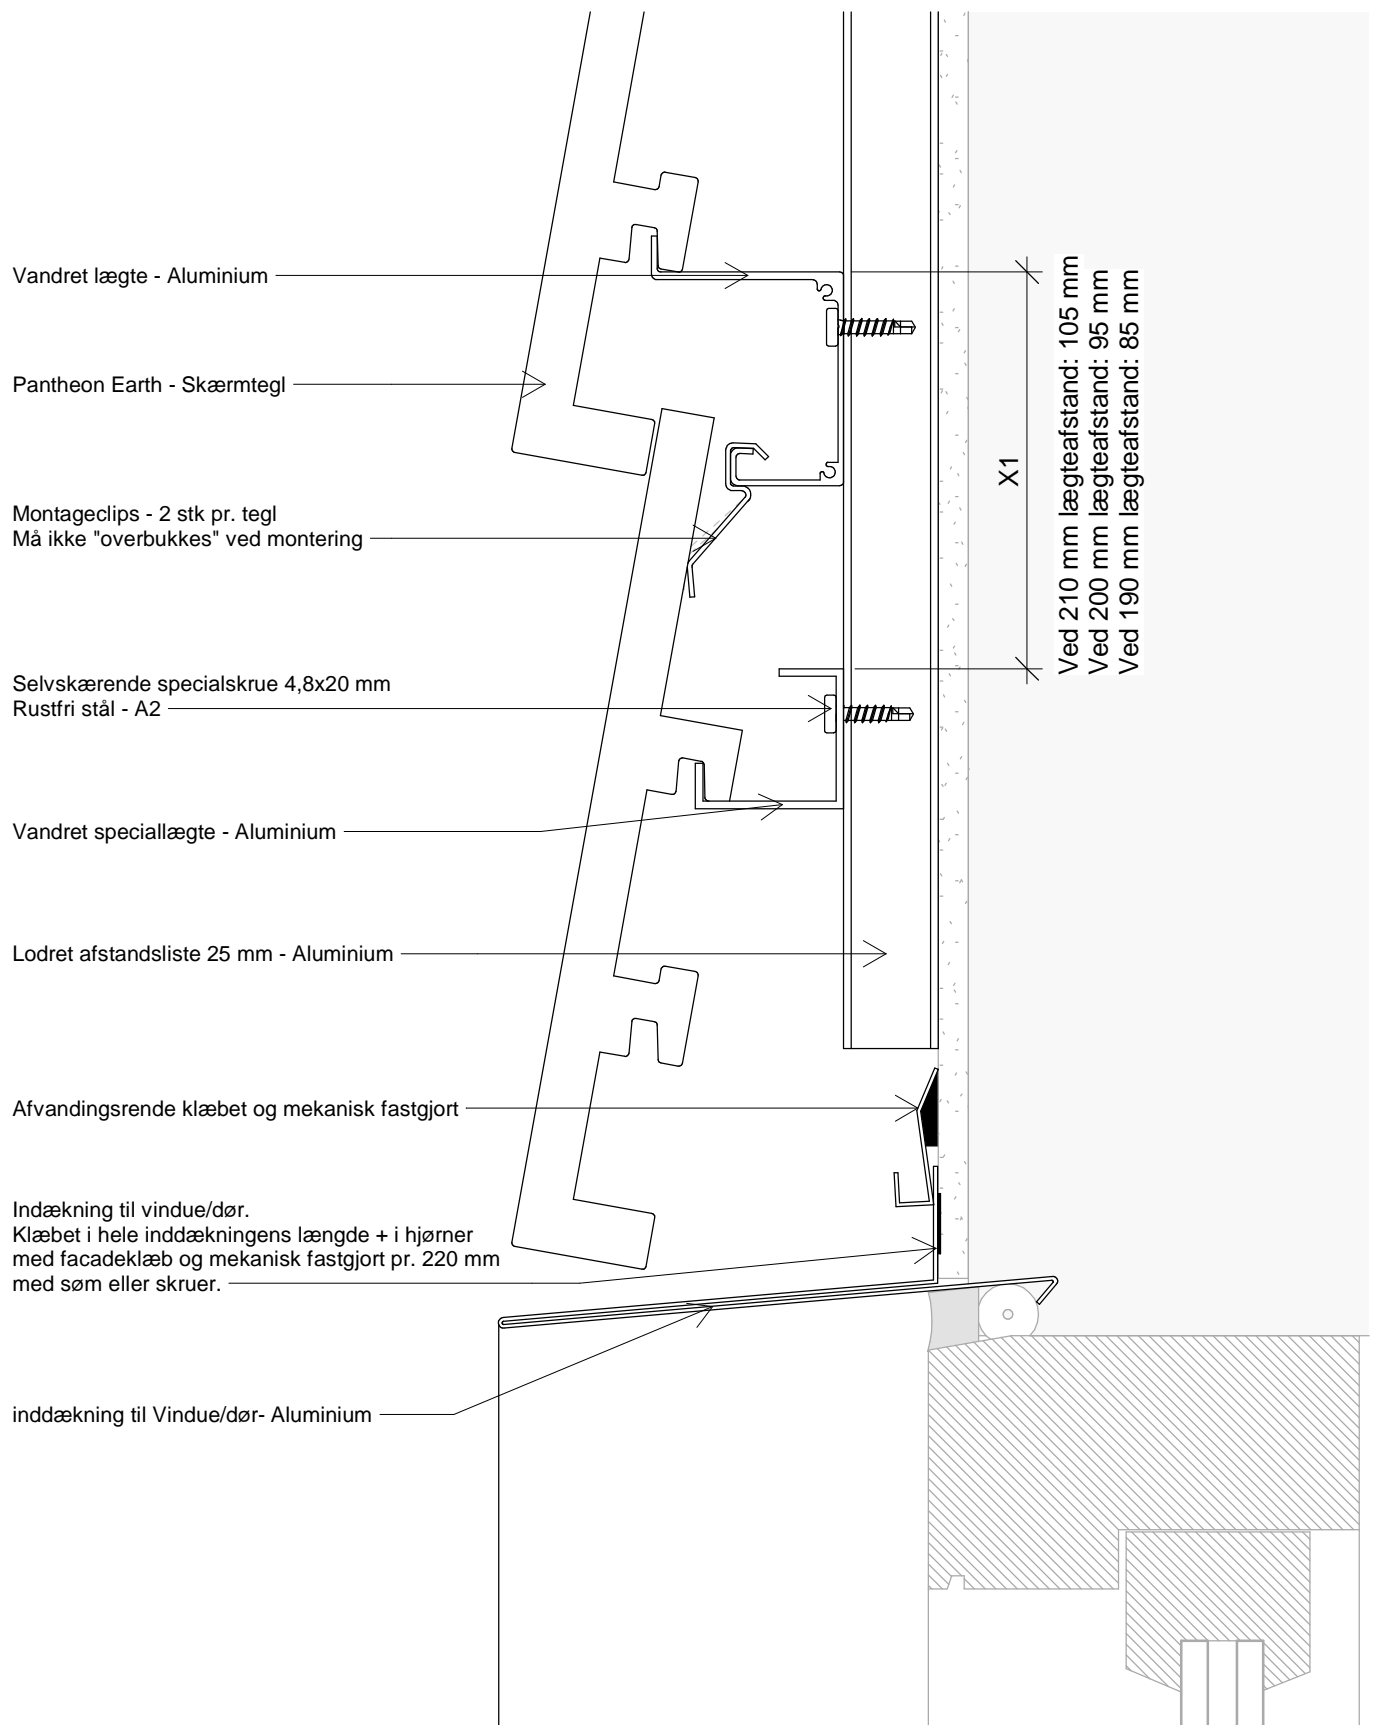 Vandret lægte - Aluminium
Pantheon Earth - Skærmtegl
Montageclips - 2 stk pr. tegl
Må ikke "overbukkes" ved montering
Selvskærende specialskrue 4,8x20 mm
Rustfri stål - A2
Vandret speciallægte - Aluminium
Lodret afstandsliste 25 mm - Aluminium
Afvandingsrende klæbet og mekanisk fastgjort
Indækning til vindue/dør.
Klæbet i hele inddækningens længde + i hjørner
med facadeklæb og mekanisk fastgjort pr. 220 mm
med søm eller skruer.
inddækning til Vindue/dør- Aluminium
X1
Ved 210 mm lægteafstand: 105 mm
Ved 200 mm lægteafstand: 95 mm
Ved 190 mm lægteafstand: 85 mm